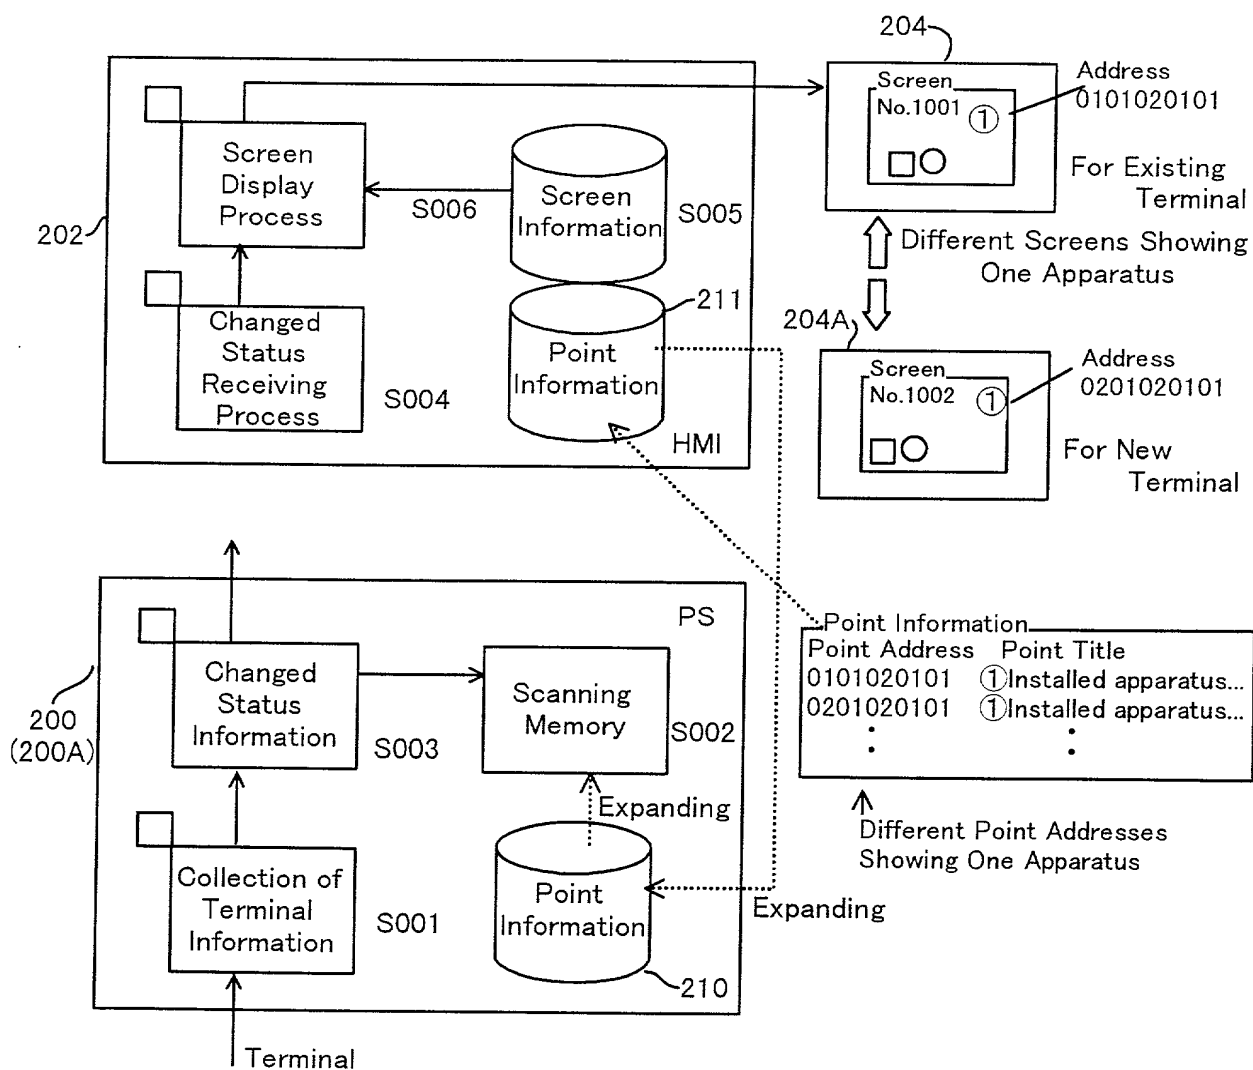 204
Screen
No.1001
①
Address
0101020101
For Existing
Terminal
Screen
Display
Process
S006
Screen
Information
S005
202
Different Screens Showing
One Apparatus
Changed
Status
Receiving
Process
S004
211
Point
Information
HMI
204A
Screen
No.1002
①
Address
0201020101
For New
Terminal
PS
Changed
Status
Information
S003
Scanning
Memory
S002
200
(200A)
Expanding
Point Information
Point Address Point Title
0101020101 ①Installed apparatus...
0201020101 ①Installed apparatus...
Different Point Addresses
Showing One Apparatus
Collection of
Terminal
Information
S001
Point
Information
Expanding
210
Terminal